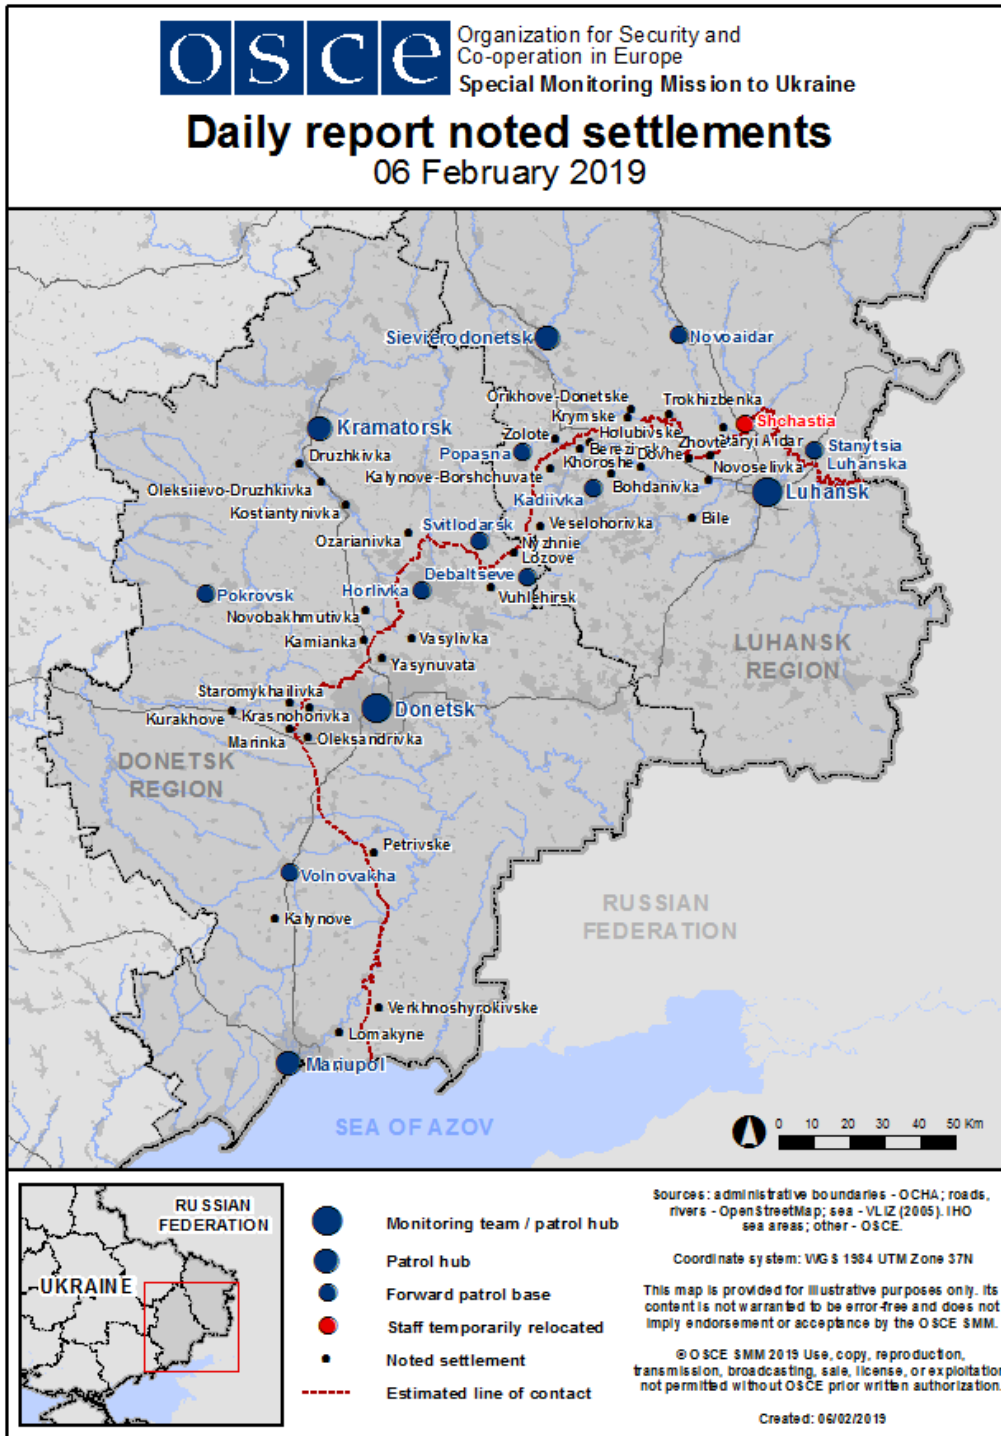 OSCE
Organization for Security and
Co-operation in Europe
Special Monitoring Mission to Ukraine
Daily report noted settlements
06 February 2019
Sievierodonetsk
Novoaidar
Orikhove-Donetske
Trokhizbenka
Krymske
Shchastia
Kramatorsk
Zolote
Holubivske
Zhovte
Staryi Aidar
Stanytsia
Luhanska
Druzhkivka
Popasna
Khoroshe
Dovhe
Novoselivka
Kalynove-Borshchuvate
Bohdanivka
Oleksiievo-Druzhkivka
Kadiivka
Luhansk
Kostiantynivka
Svitlodarsk
Veselohorivka
Bile
Ozarianivka
Nyzhnie
Lozove
Debaltseve
Pokrovsk
Horlivka
Vuhlehirsk
Novobakhmutivka
Kamianka
Vasylivka
LUHANSK
REGION
Yasynuvata
Staromykhailivka
Kurakhove
Krasnohorivka
Donetsk
Marinka
Oleksandrivka
DONETSK
REGION
Petrivske
Volnovakha
RUSSIAN
FEDERATION
Kalynove
Verkhnoshyrokivske
Lomakyne
Mariupol
SEA OF AZOV
0 10 20 30 40 50 Km
RUSSIAN
FEDERATION
UKRAINE
Monitoring team / patrol hub
Patrol hub
Forward patrol base
Staff temporarily relocated
Noted settlement
Estimated line of contact
Sources: administrative boundaries - OCHA; roads,
rivers - OpenStreetMap; sea - VLIZ (2005). IHO
sea areas; other - OSCE.
Coordinate system: WGS 1984 UTM Zone 37N
This map is provided for illustrative purposes only. Its
content is not warranted to be error-free and does not
imply endorsement or acceptance by the OSCE SMM.
© OSCE SMM 2019 Use, copy, reproduction,
transmission, broadcasting, sale, license, or exploitation
not permitted without OSCE prior written authorization.
Created: 06/02/2019